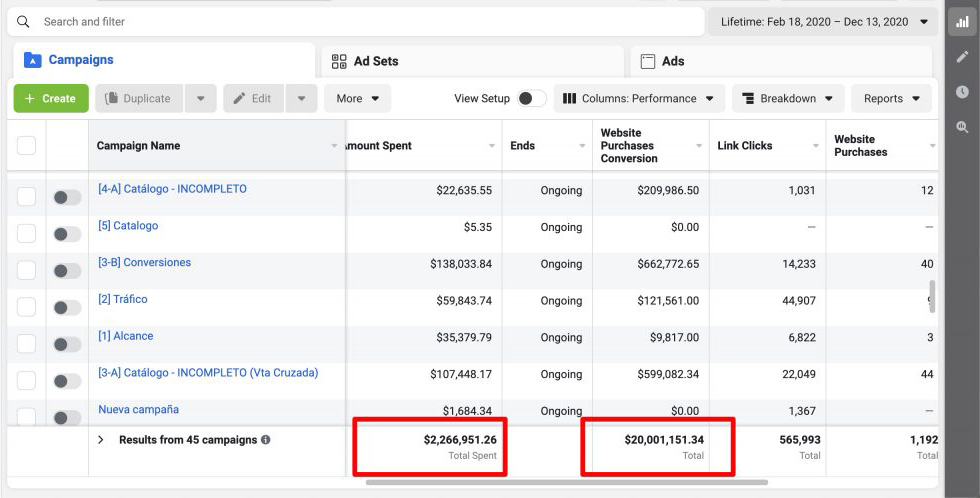 Search and filter
Lifetime: Feb 18, 2020 – Dec 13, 2020
Campaigns
Ad Sets
Ads
+ Create
Duplicate
Edit
More
View Setup
Columns: Performance
Breakdown
Reports
Campaign Name
mount Spent
Ends
Website
Purchases
Conversion
Link Clicks
Website
Purchases
[4-A] Catálogo - INCOMPLETO $22,635.55 Ongoing $209,986.50 1,031 12
[5] Catalogo $5.35 Ongoing $0.00 — —
[3-B] Conversiones $138,033.84 Ongoing $662,772.65 14,233 40
[2] Tráfico $59,843.74 Ongoing $121,561.00 44,907
[1] Alcance $35,379.79 Ongoing $9,817.00 6,822 3
[3-A] Catálogo - INCOMPLETO (Vta Cruzada) $107,448.17 Ongoing $599,082.34 22,049 44
Nueva campaña $1,684.34 Ongoing $0.00 1,367 —
Results from 45 campaigns $2,266,951.26 $20,001,151.34 565,993 1,192
Total Spent Total Total Total